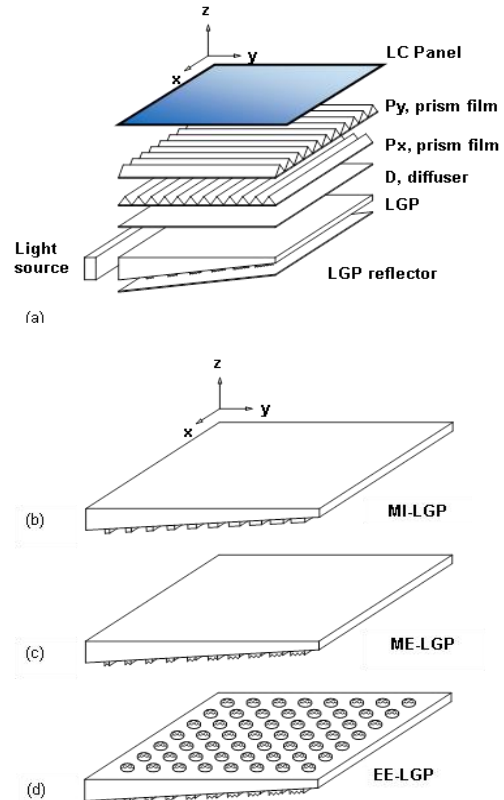 z
y
x
LC Panel
Py, prism film
Px, prism film
D, diffuser
LGP
Light
source
LGP reflector
(a)
z
y
x
(b)
MI-LGP
(c)
ME-LGP
(d)
EE-LGP